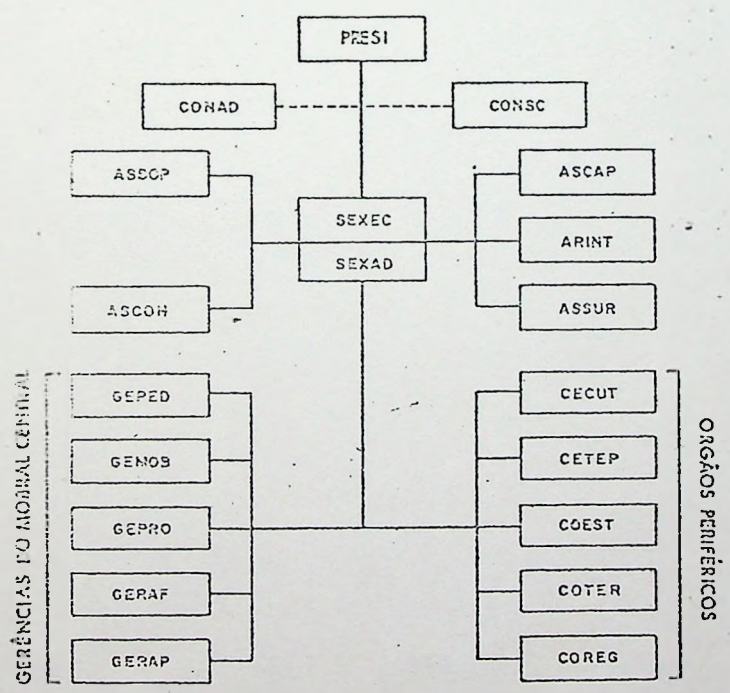 PRESI
CONAD
CONSC
ASSOP
ASCAP
SEXEC
ARINT
SEXAD
ASCOM
ASSUR
GERÊNCIAS DO MOBRAL CENTRAL
GEPED
CECUT
GEMOB
CETEP
GEPRO
COEST
GERAF
COTER
GERAP
COREG
ORGÃOS PERIFÉRICOS